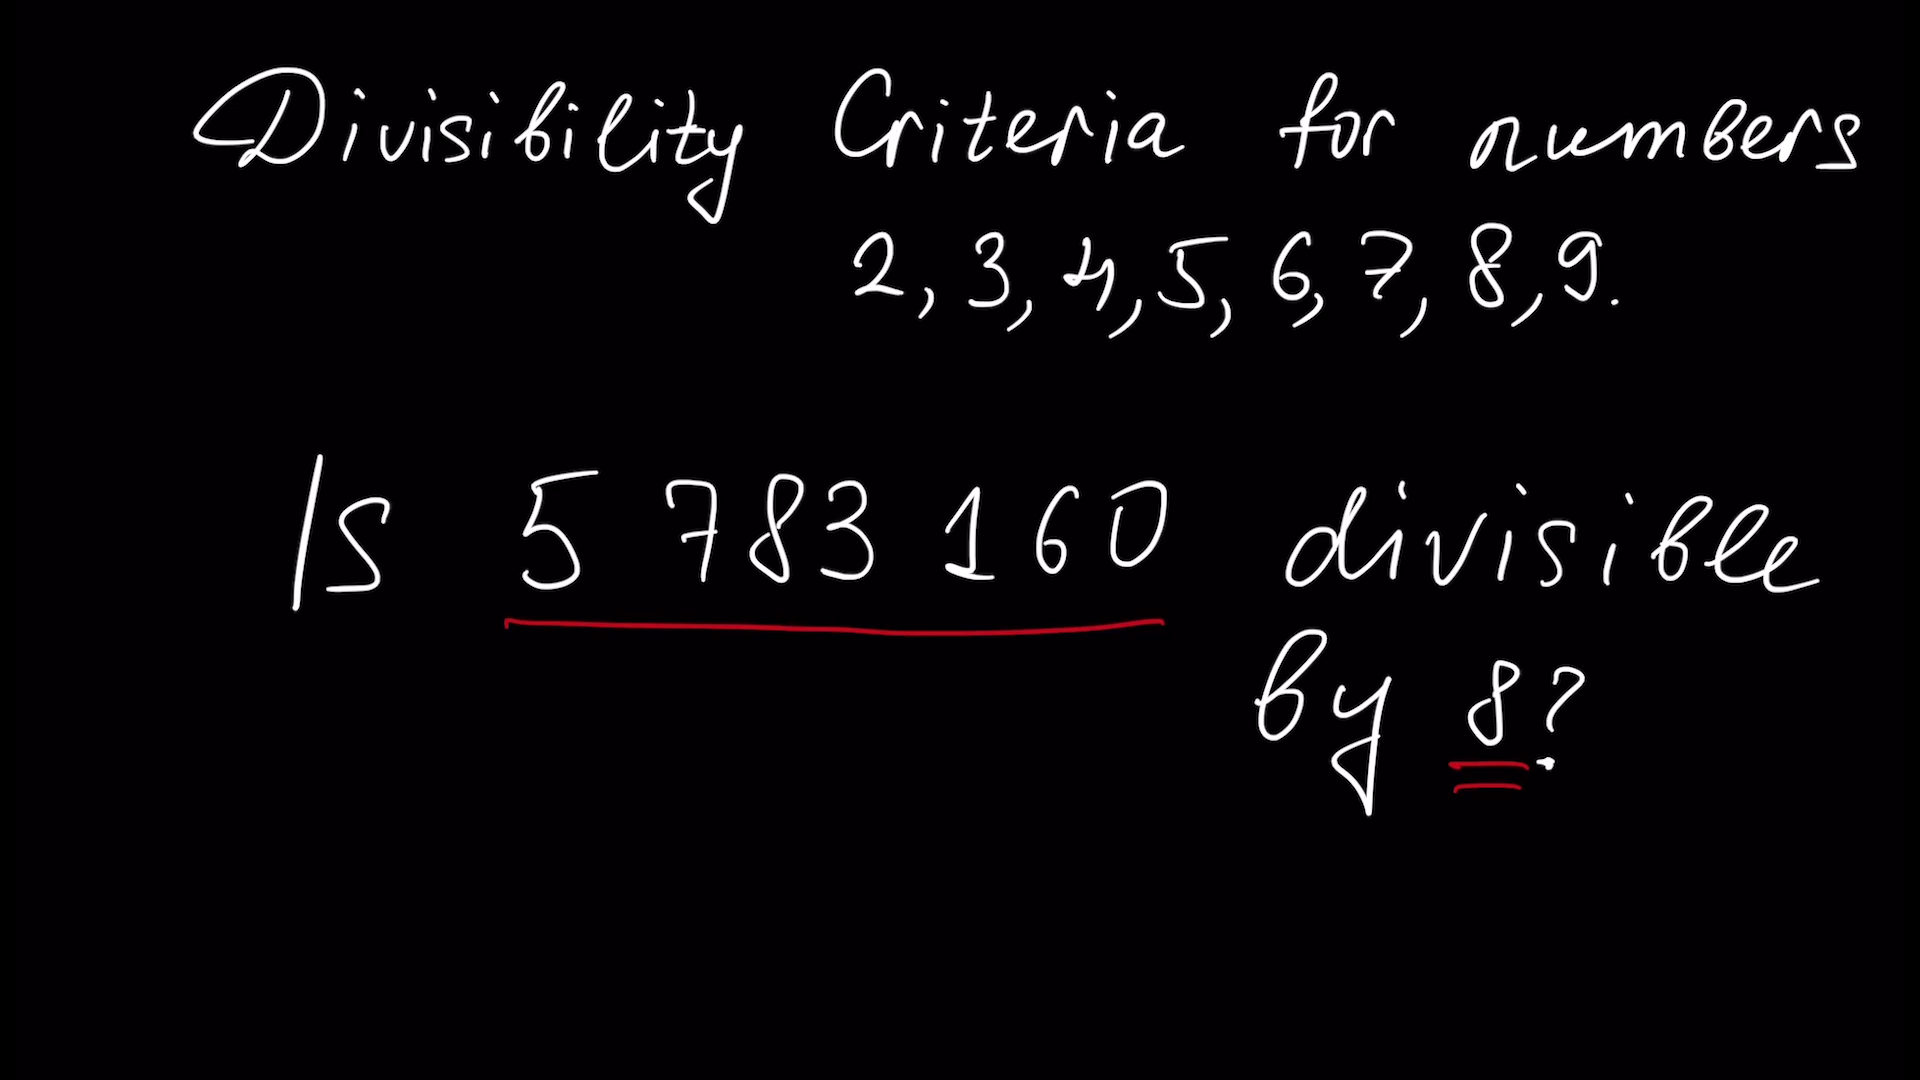 Divisibility Criteria for numbers
2, 3, 4, 5, 6, 7, 8, 9.
Is 5 783 160 divisible
by 8?